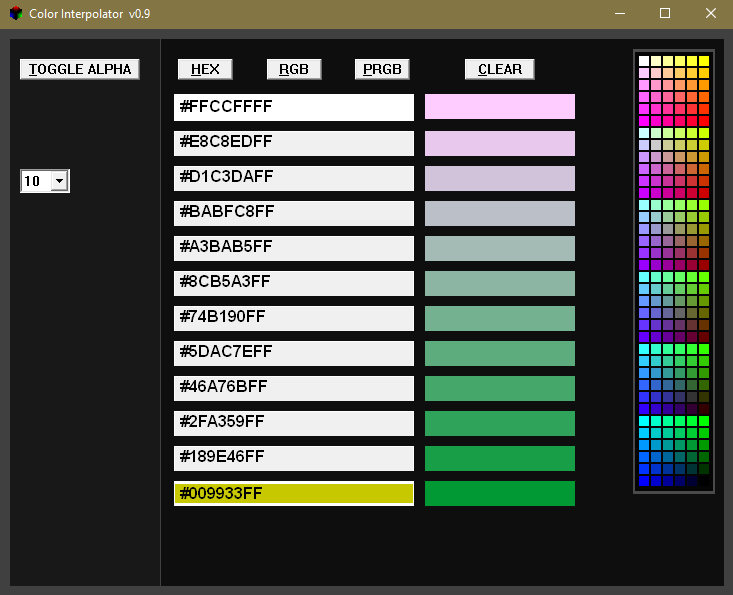 Color Interpolator v0.9
TOGGLE ALPHA
HEX RGB PRGB CLEAR
10
#FFCCFFFF
#E8C8EDFF
#D1C3DAFF
#BABFC8FF
#A3BAB5FF
#8CB5A3FF
#74B190FF
#5DAC7EFF
#46A76BFF
#2FA359FF
#189E46FF
#009933FF